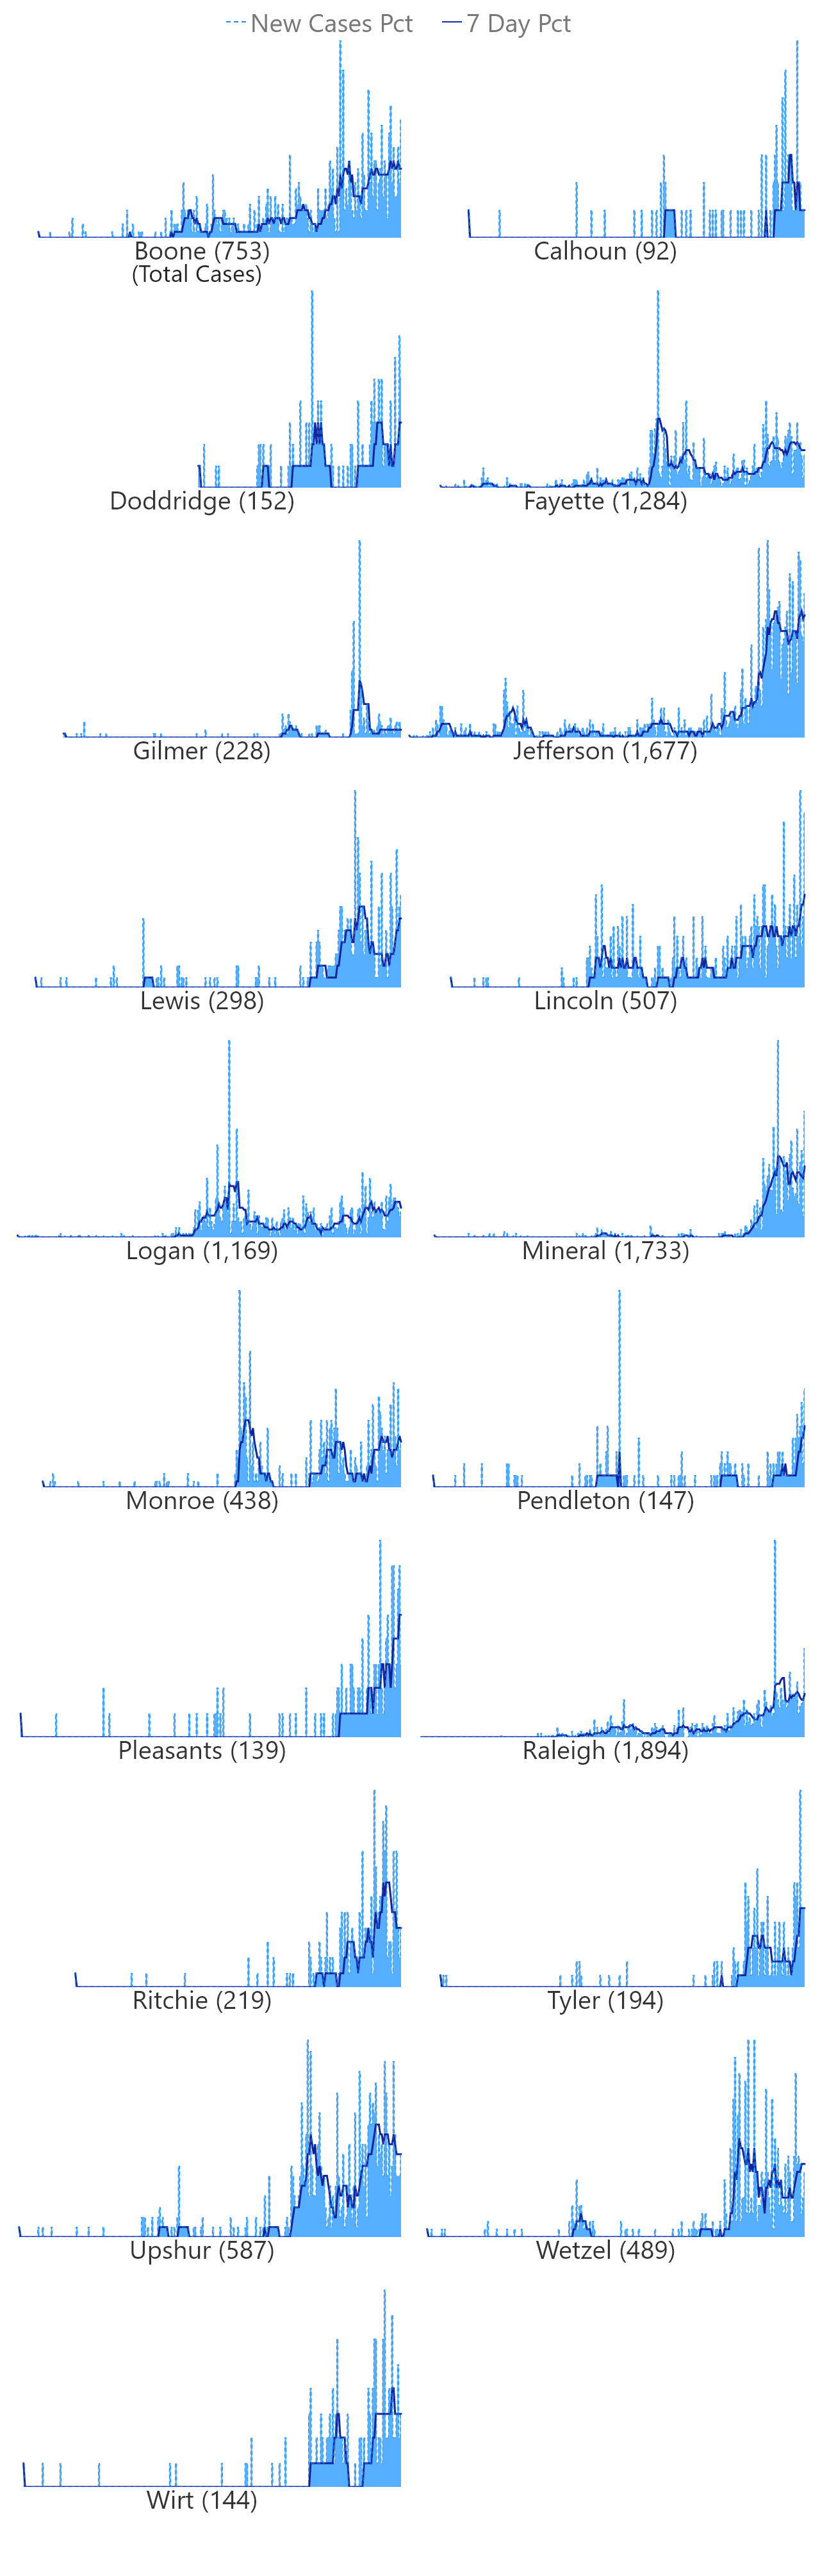 New Cases Pct 7 Day Pct
Boone (753) Calhoun (92)
(Total Cases)
Doddridge (152) Fayette (1,284)
Gilmer (228) Jefferson (1,677)
Lewis (298) Lincoln (507)
Logan (1,169) Mineral (1,733)
Monroe (438) Pendleton (147)
Pleasants (139) Raleigh (1,894)
Ritchie (219) Tyler (194)
Upshur (587) Wetzel (489)
Wirt (144)